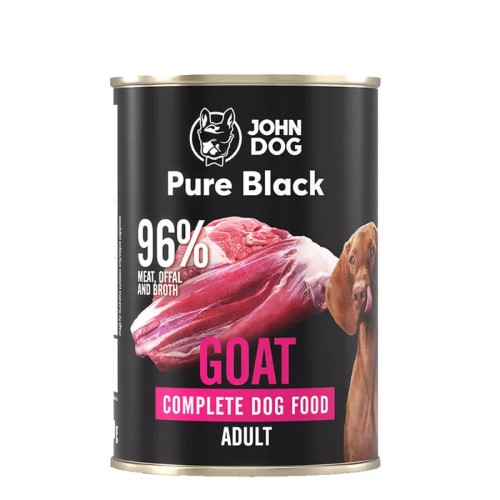 JOHN
DOG
Pure Black
96%
MEAT, OFFAL
AND BROTH
GOAT
COMPLETE DOG FOOD
ADULT